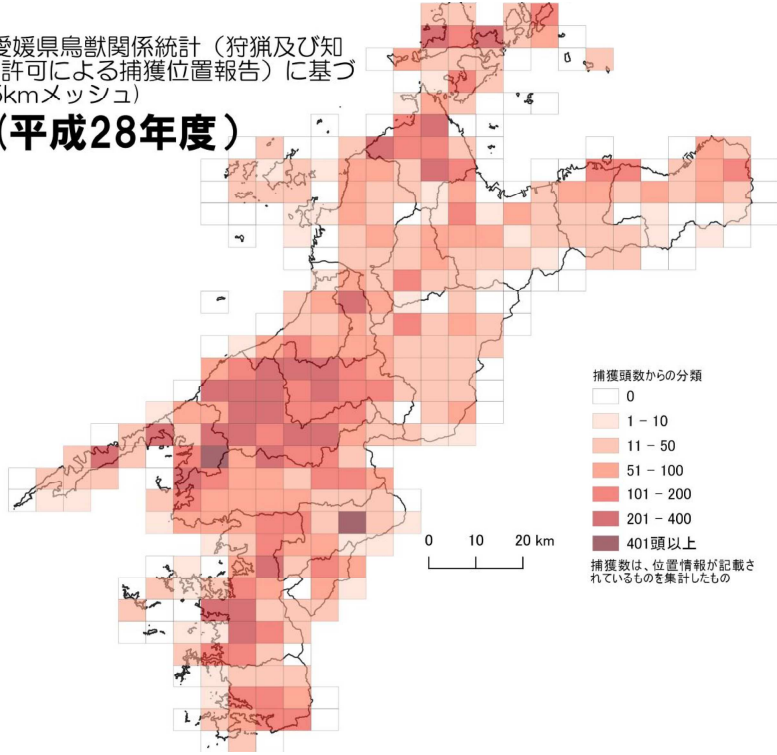 愛媛県鳥獣関係統計（狩猟及び知
許可による捕獲位置報告）に基づ
5kmメッシュ)
(平成28年度)
捕獲頭数からの分類
0
1 - 10
11 - 50
51 - 100
101 - 200
201 - 400
401頭以上
0 10 20 km
捕獲数は、位置情報が記載さ
れているものを集計したもの